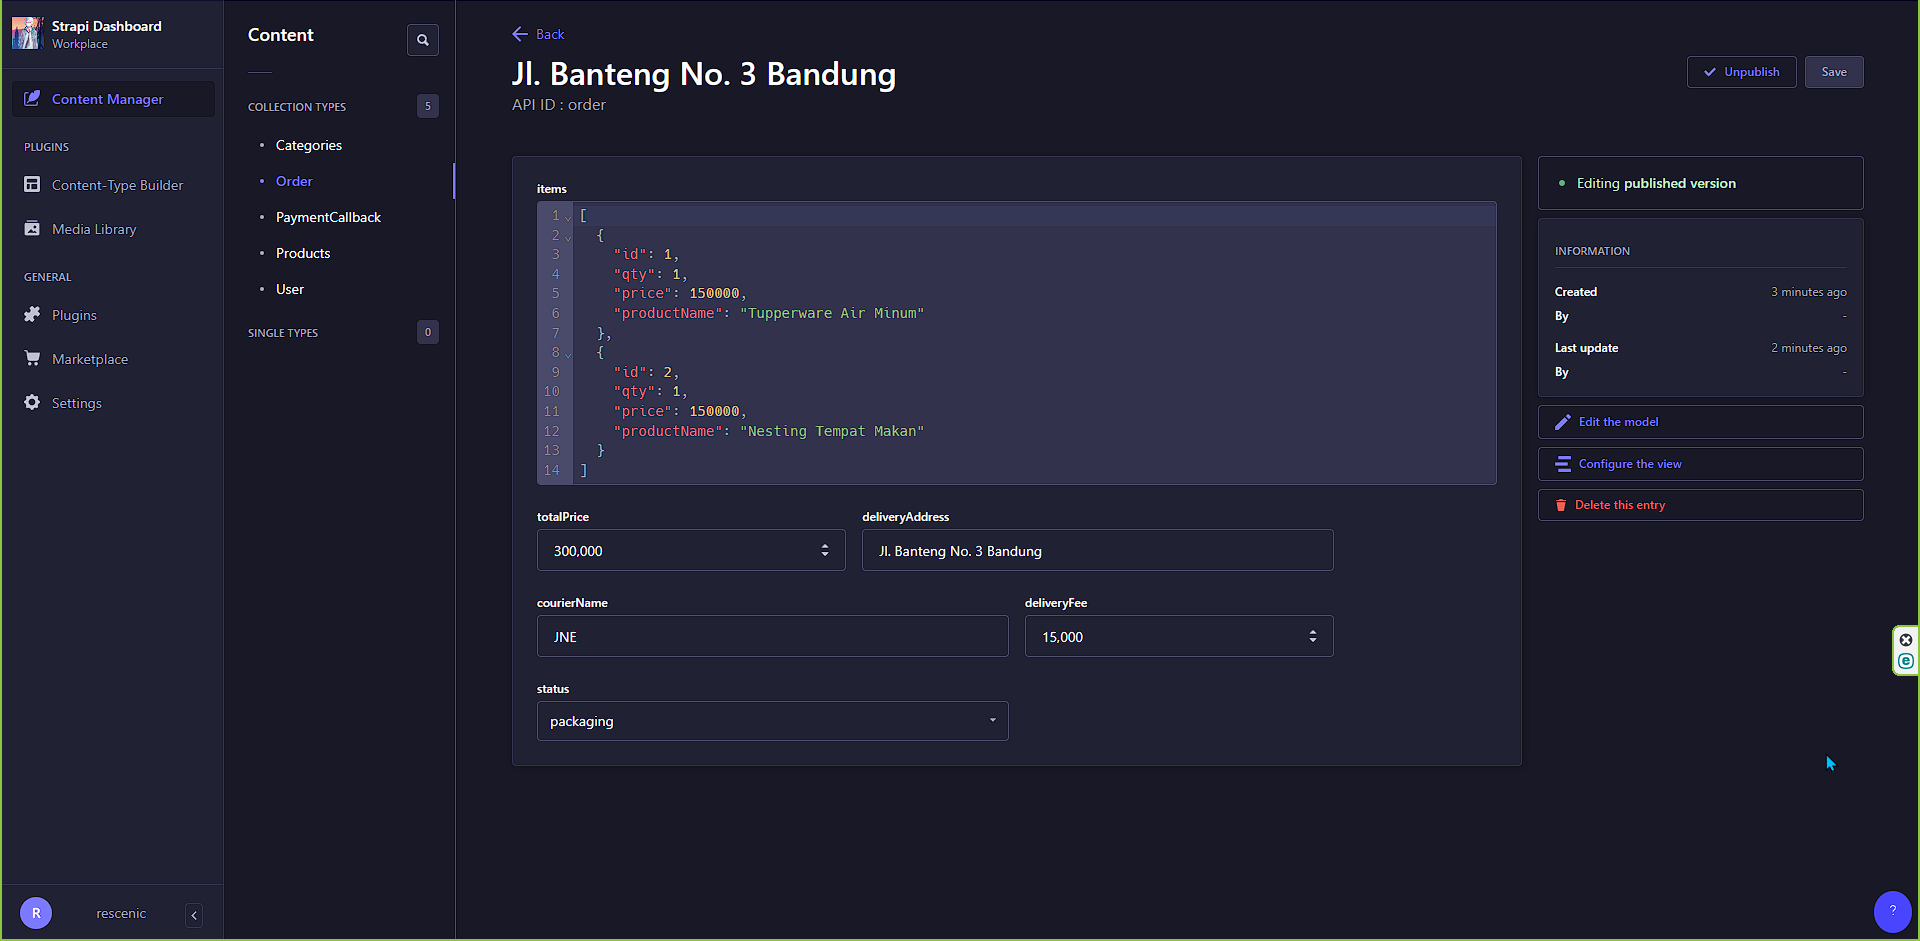 Strapi Dashboard
Workplace
Content Manager
PLUGINS
Content-Type Builder
Media Library
GENERAL
Plugins
Marketplace
Settings
R
rescenic
Content
COLLECTION TYPES
5
Categories
Order
PaymentCallback
Products
User
SINGLE TYPES
0
Back
Jl. Banteng No. 3 Bandung
API ID : order
Unpublish
Save
items
1 [
2 {
3 "id": 1,
4 "qty": 1,
5 "price": 150000,
6 "productName": "Tupperware Air Minum"
7 },
8 {
9 "id": 2,
10 "qty": 1,
11 "price": 150000,
12 "productName": "Nesting Tempat Makan"
13 }
14 ]
totalPrice
300,000
deliveryAddress
Jl. Banteng No. 3 Bandung
courierName
JNE
deliveryFee
15,000
status
packaging
Editing published version
INFORMATION
Created 3 minutes ago
By -
Last update 2 minutes ago
By -
Edit the model
Configure the view
Delete this entry
e
?